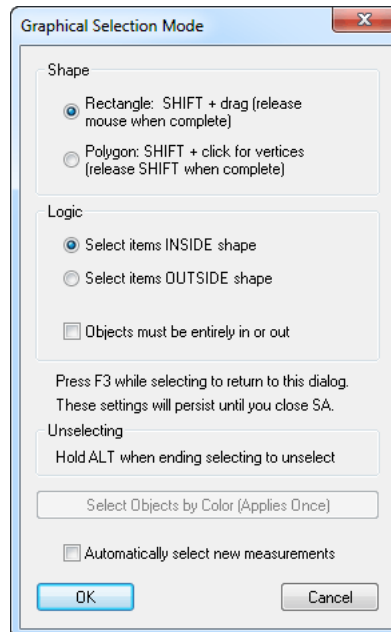 Graphical Selection Mode
Shape
Rectangle: SHIFT + drag (release
mouse when complete)
Polygon: SHIFT + click for vertices
(release SHIFT when complete)
Logic
Select items INSIDE shape
Select items OUTSIDE shape
Objects must be entirely in or out
Press F3 while selecting to return to this dialog.
These settings will persist until you close SA.
Unselecting
Hold ALT when ending selecting to unselect
Select Objects by Color (Applies Once)
Automatically select new measurements
OK
Cancel